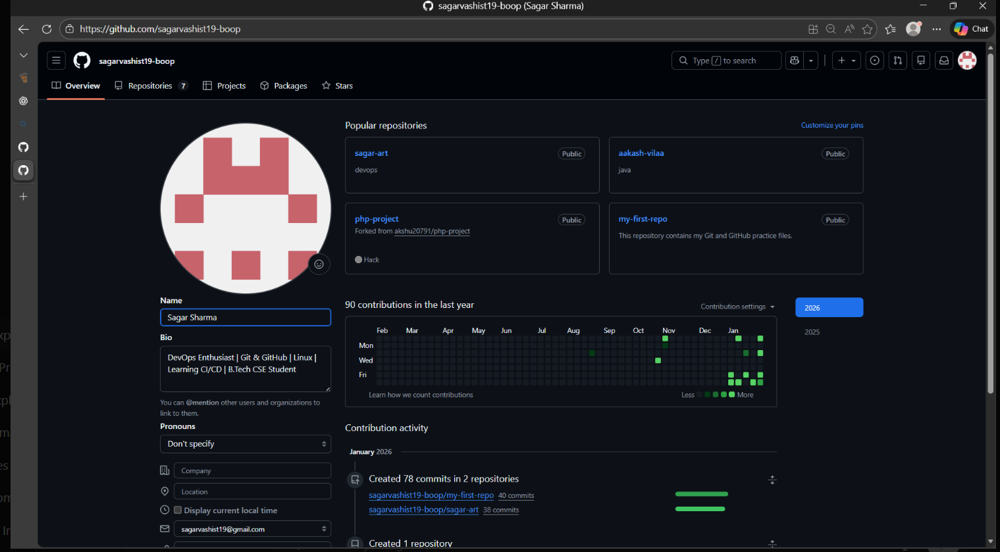 sagarvashist19-boop (Sagar Sharma)
https://github.com/sagarvashist19-boop
Chat
sagarvashist19-boop
Type / to search
Overview
Repositories 7
Projects
Packages
Stars
Popular repositories
Customize your pins
sagar-art
Public
devops
aakash-vilaa
Public
java
php-project
Public
Forked from akshu20791/php-project
Hack
my-first-repo
Public
This repository contains my Git and GitHub practice files.
Name
Sagar Sharma
Bio
DevOps Enthusiast | Git & GitHub | Linux |
Learning CI/CD | B.Tech CSE Student
You can @mention other users and organizations to
link to them.
Pronouns
Don't specify
Company
Location
Display current local time
sagarvashist19@gmail.com
90 contributions in the last year
Contribution settings
2026
2025
Feb Mar Apr May Jun Jul Aug Sep Oct Nov Dec Jan
Mon
Wed
Fri
Learn how we count contributions
Less
More
Contribution activity
January 2026
Created 78 commits in 2 repositories
sagarvashist19-boop/my-first-repo 40 commits
sagarvashist19-boop/sagar-art 38 commits
Created 1 repository